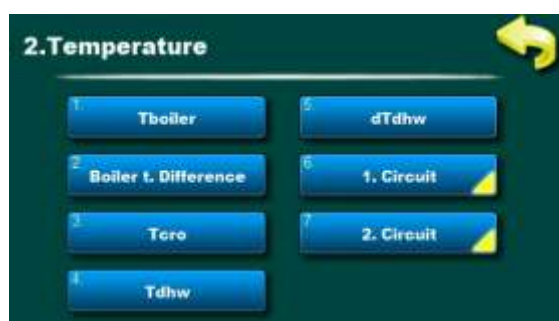 2.Temperature
1.
Tboiler
2
Boiler t. Difference
3.
Tcro
4.
Tdhw
5
dTdhw
6
1. Circuit
7
2. Circuit